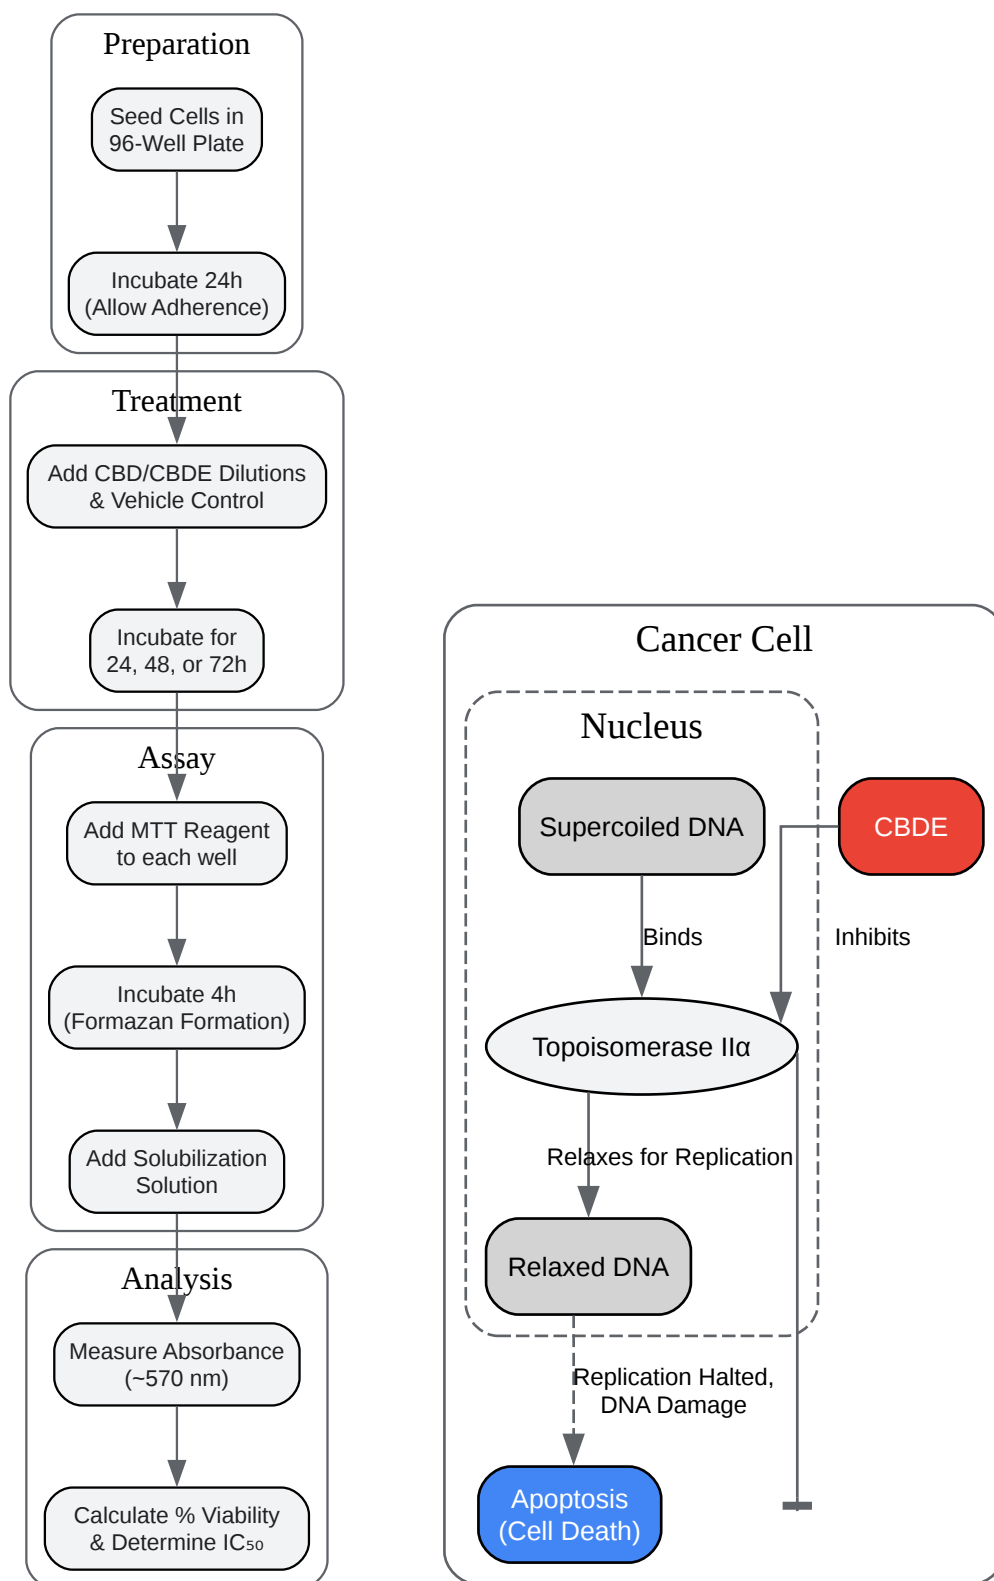 Preparation
Seed Cells in
96-Well Plate
Incubate 24h
(Allow Adherence)
Treatment
Add CBD/CBDE Dilutions
& Vehicle Control
Incubate for
24, 48, or 72h
Assay
Add MTT Reagent
to each well
Incubate 4h
(Formazan Formation)
Add Solubilization
Solution
Analysis
Measure Absorbance
(~570 nm)
Calculate % Viability
& Determine IC₅₀
Cancer Cell
Nucleus
Supercoiled DNA
CBDE
Binds
Inhibits
Topoisomerase IIα
Relaxes for Replication
Relaxed DNA
Replication Halted,
DNA Damage
Apoptosis
(Cell Death)